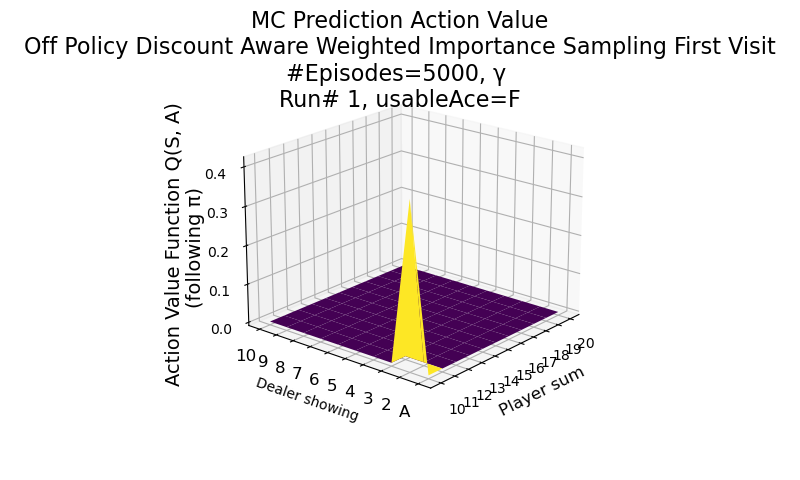 MC Prediction Action Value
Off Policy Discount Aware Weighted Importance Sampling First Visit
#Episodes=5000, γ
Run# 1, usableAce=F
Action Value Function Q(S, A)
(following π)
0.4
0.3
0.2
0.1
0.0
10
9
8
7
6
5
4
3
2
A
Dealer showing
10
11
12
13
14
15
16
17
18
19
20
Player sum